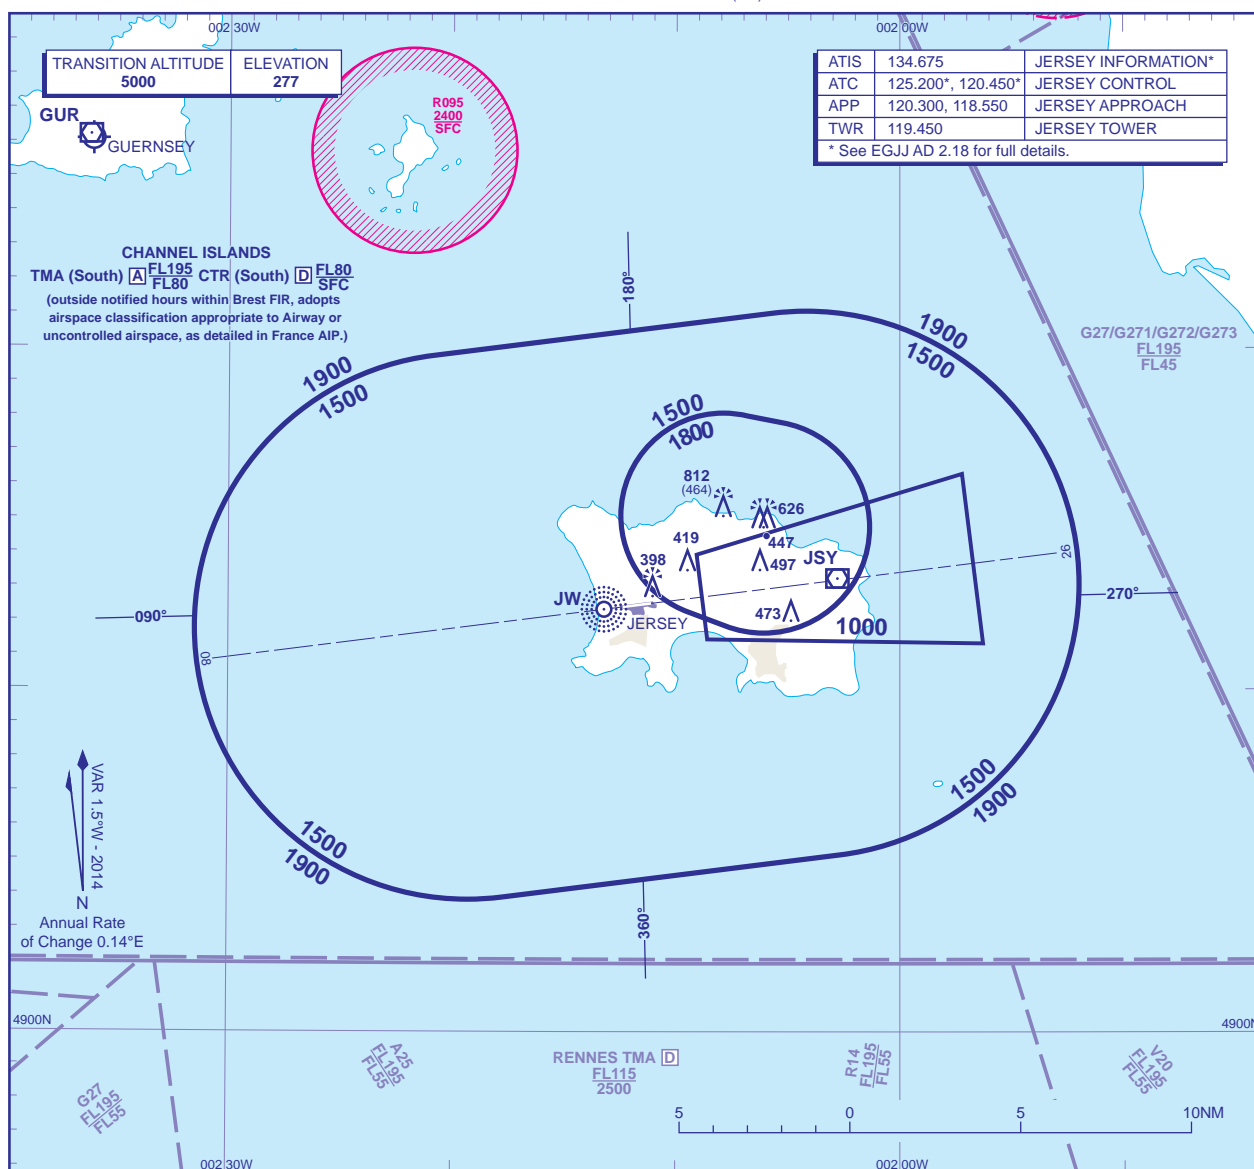 002 30W
002 00W
TRANSITION ALTITUDE
5000
ELEVATION
277
ATIS 134.675 JERSEY INFORMATION*
ATC 125.200*, 120.450* JERSEY CONTROL
APP 120.300, 118.550 JERSEY APPROACH
TWR 119.450 JERSEY TOWER
* See EGJJ AD 2.18 for full details.
GUR
GUERNSEY
R095
2400
SFC
CHANNEL ISLANDS
TMA (South) A FL195 CTR (South) D FL80
FL80 SFC
(outside notified hours within Brest FIR, adopts
airspace classification appropriate to Airway or
uncontrolled airspace, as detailed in France AIP.)
180°
G27/G271/G272/G273
FL195
FL45
1900
1500
1900
1500
1500
1800
812
(464)
626
447
419
497
398
JSY
JW
JERSEY
473
1000
090°
270°
08
26
1500
1900
1500
1900
360°
VAR 1.5°W - 2014
N
Annual Rate
of Change 0.14°E
4900N
4900N
G27
FL195
FL55
A25
FL195
FL55
RENNES TMA D
FL115
2500
R14
FL195
FL55
V20
FL195
FL55
5 0 5 10NM
002 30W
002 00W